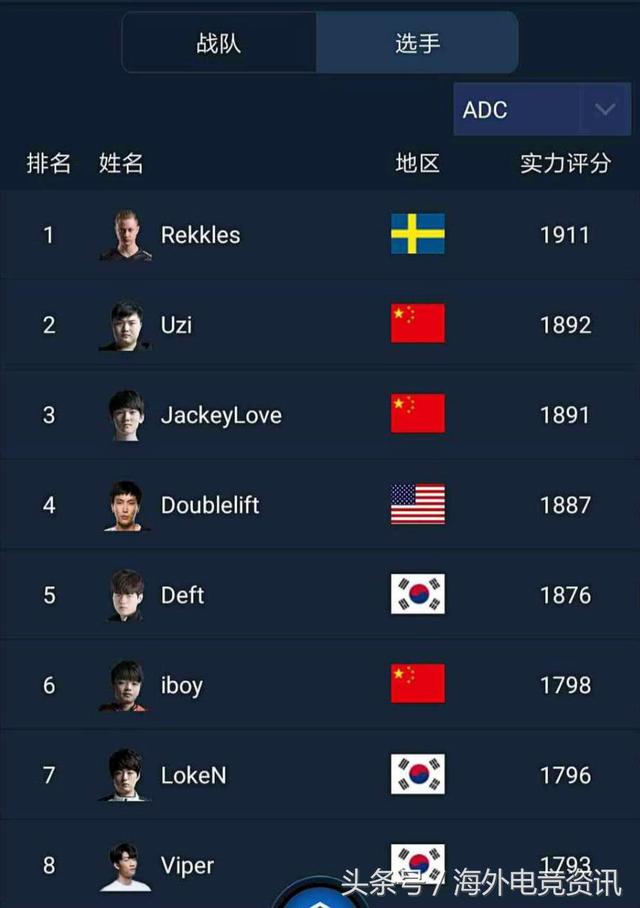 战队 选手
ADC
排名 姓名 地区 实力评分
1 Rekkles 1911
2 Uzi 1892
3 JackeyLove 1891
4 Doublelift 1887
5 Deft 1876
6 iboy 1798
7 LokeN 1796
8 Viper 1793
头条号 / 海外电竞资讯